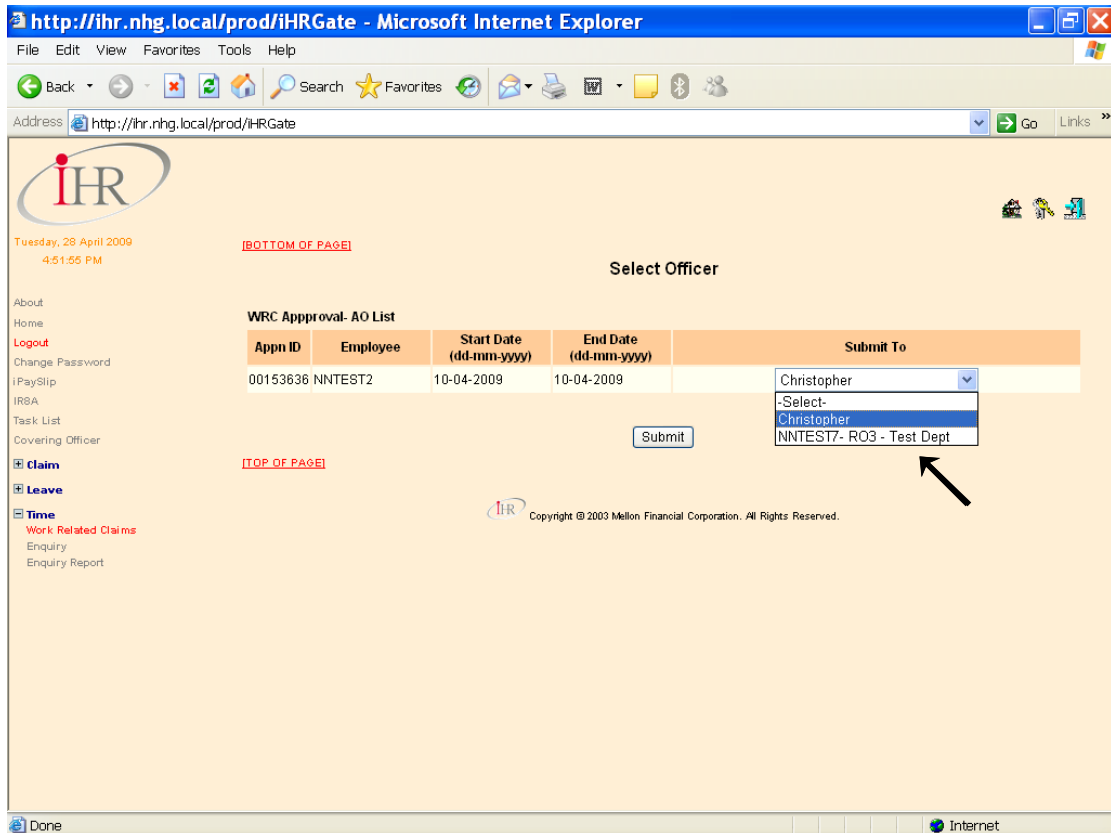 http://ihr.nhg.local/prod/iHRGate - Microsoft Internet Explorer
File Edit View Favorites Tools Help
Back Search Favorites
Address http://ihr.nhg.local/prod/iHRGate Go Links »
iHR
Tuesday, 28 April 2009
4:51:55 PM
[BOTTOM OF PAGE]
Select Officer
About
Home
Logout
Change Password
iPaySlip
IR8A
Task List
Covering Officer
Claim
Leave
Time
Work Related Claims
Enquiry
Enquiry Report
WRC Appproval- AO List
Appn ID Employee Start Date (dd-mm-yyyy) End Date (dd-mm-yyyy) Submit To
00153636 NNTEST2 10-04-2009 10-04-2009 Christopher
-Select-
Christopher
NNTEST7- RO3 - Test Dept
Submit
[TOP OF PAGE]
iHR Copyright @ 2003 Mellon Financial Corporation. All Rights Reserved.
Done Internet